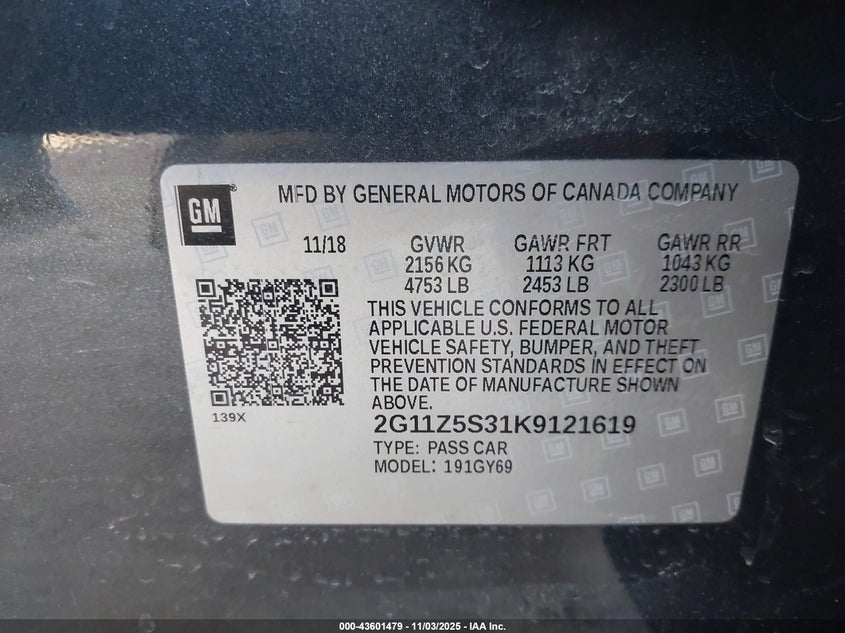 GM
®
MFD BY GENERAL MOTORS OF CANADA COMPANY
11/18 GVWR GAWR FRT GAWR RR
2156 KG 1113 KG 1043 KG
4753 LB 2453 LB 2300 LB
THIS VEHICLE CONFORMS TO ALL
APPLICABLE U.S. FEDERAL MOTOR
VEHICLE SAFETY, BUMPER, AND THEFT
PREVENTION STANDARDS IN EFFECT ON
THE DATE OF MANUFACTURE SHOWN
ABOVE.
139X
2G11Z5S31K9121619
TYPE: PASS CAR
MODEL: 191GY69
000-43601479 - 11/03/2025 - IAA Inc.